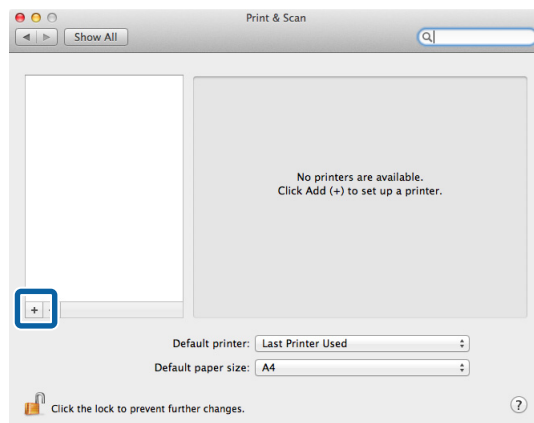 Print & Scan
Show All
No printers are available.
Click Add (+) to set up a printer.
+
Default printer: Last Printer Used
Default paper size: A4
Click the lock to prevent further changes.
?